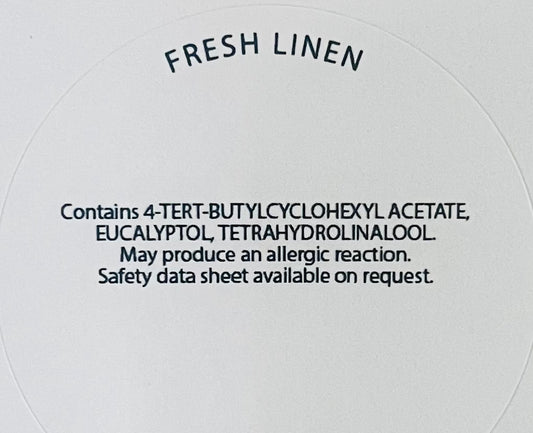 FRESH LINEN
Contains 4-TERT-BUTYLCYCLOHEXYL ACETATE,
EUCALYPTOL, TETRAHYDROLINALOOL.
May produce an allergic reaction.
Safety data sheet available on request.